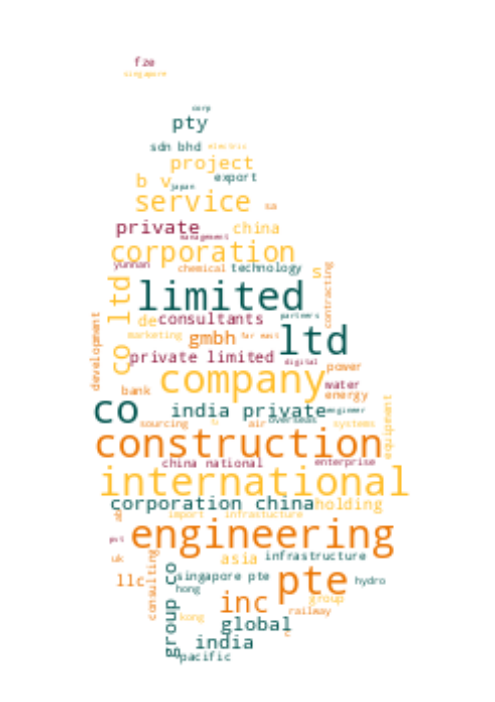 fze
singapore
corp
pty
sdn bhd electric
project
b v japan export
service sa
private china
management
corporation
yunnan chemical technology s
co ltd
limited
contracting
partners
de consultants
development
marketing gmbh far east ltd
private limited digital
power
company
water
bank energy
co india private engineer
sourcing air overseas systems
equipment
construction
china national enterprise
international
corporation china holding
import infrastucture
engineering
pvt
uk asia infrastructure
llc singapore pte pte hydro
consulting
hong
group co
inc group
railway
kong global
india
pacific